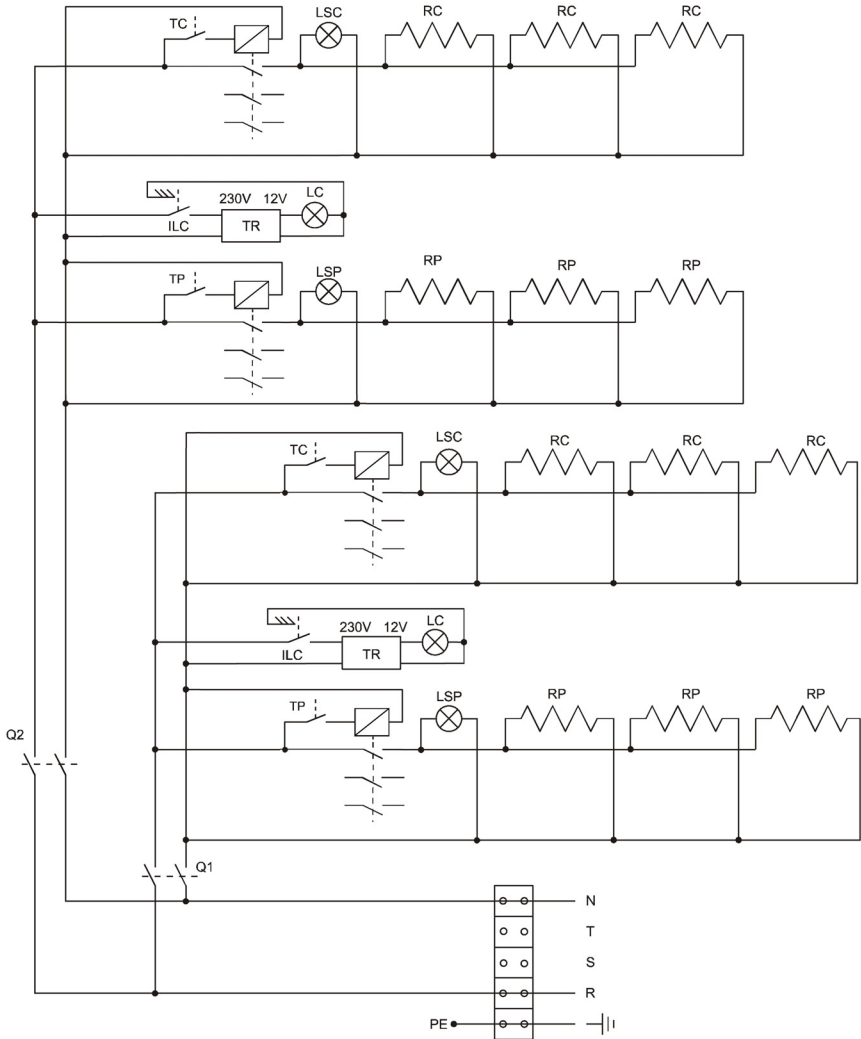 TC LSC RC RC RC
230V 12V LC
ILC TR
TP LSP RP RP RP
TC LSC RC RC RC
230V 12V LC
ILC TR
TP LSP RP RP RP
Q2
Q1
N
T
S
R
PE